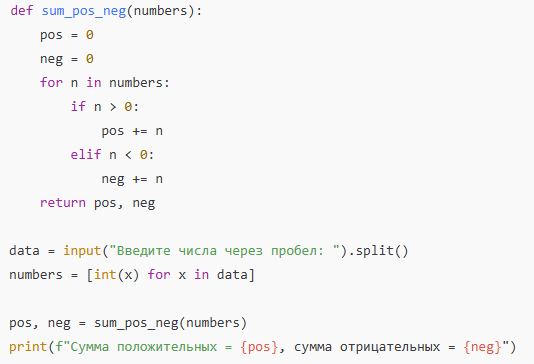 def sum_pos_neg(numbers):
    pos = 0
    neg = 0
    for n in numbers:
        if n > 0:
            pos += n
        elif n < 0:
            neg += n
    return pos, neg

data = input("Введите числа через пробел: ").split()
numbers = [int(x) for x in data]

pos, neg = sum_pos_neg(numbers)
print(f"Сумма положительных = {pos}, сумма отрицательных = {neg}")